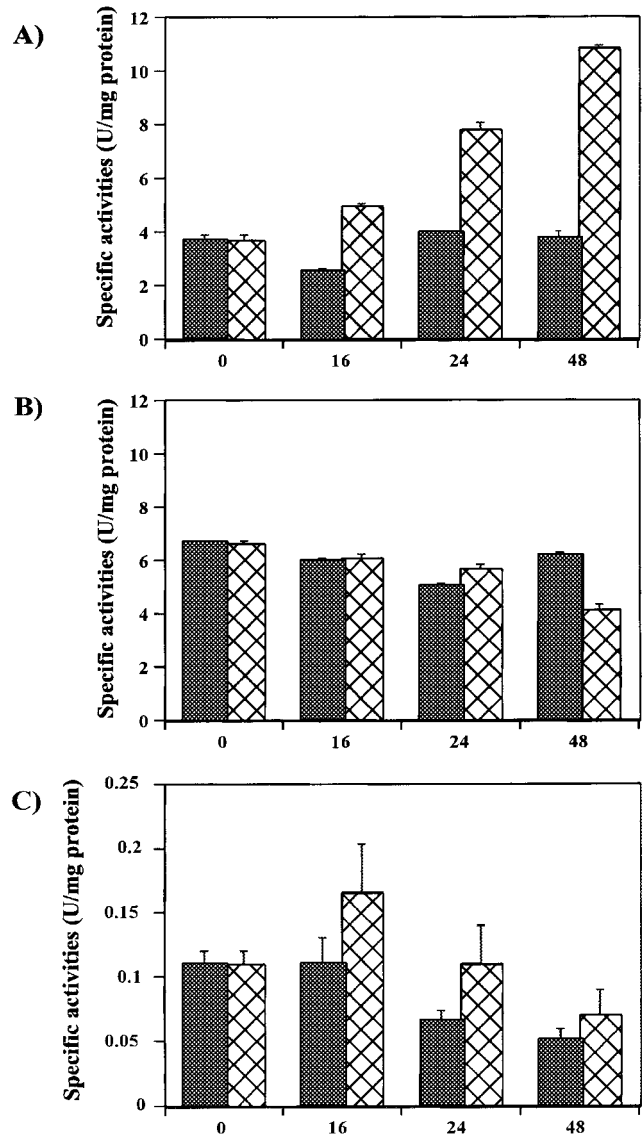 A)
Specific activities (U/mg protein)
12
10
8
6
4
2
0
0 16 24 48
B)
Specific activities (U/mg protein)
12
10
8
6
4
2
0
0 16 24 48
C)
Specific activities (U/mg protein)
0.25
0.2
0.15
0.1
0.05
0
0 16 24 48